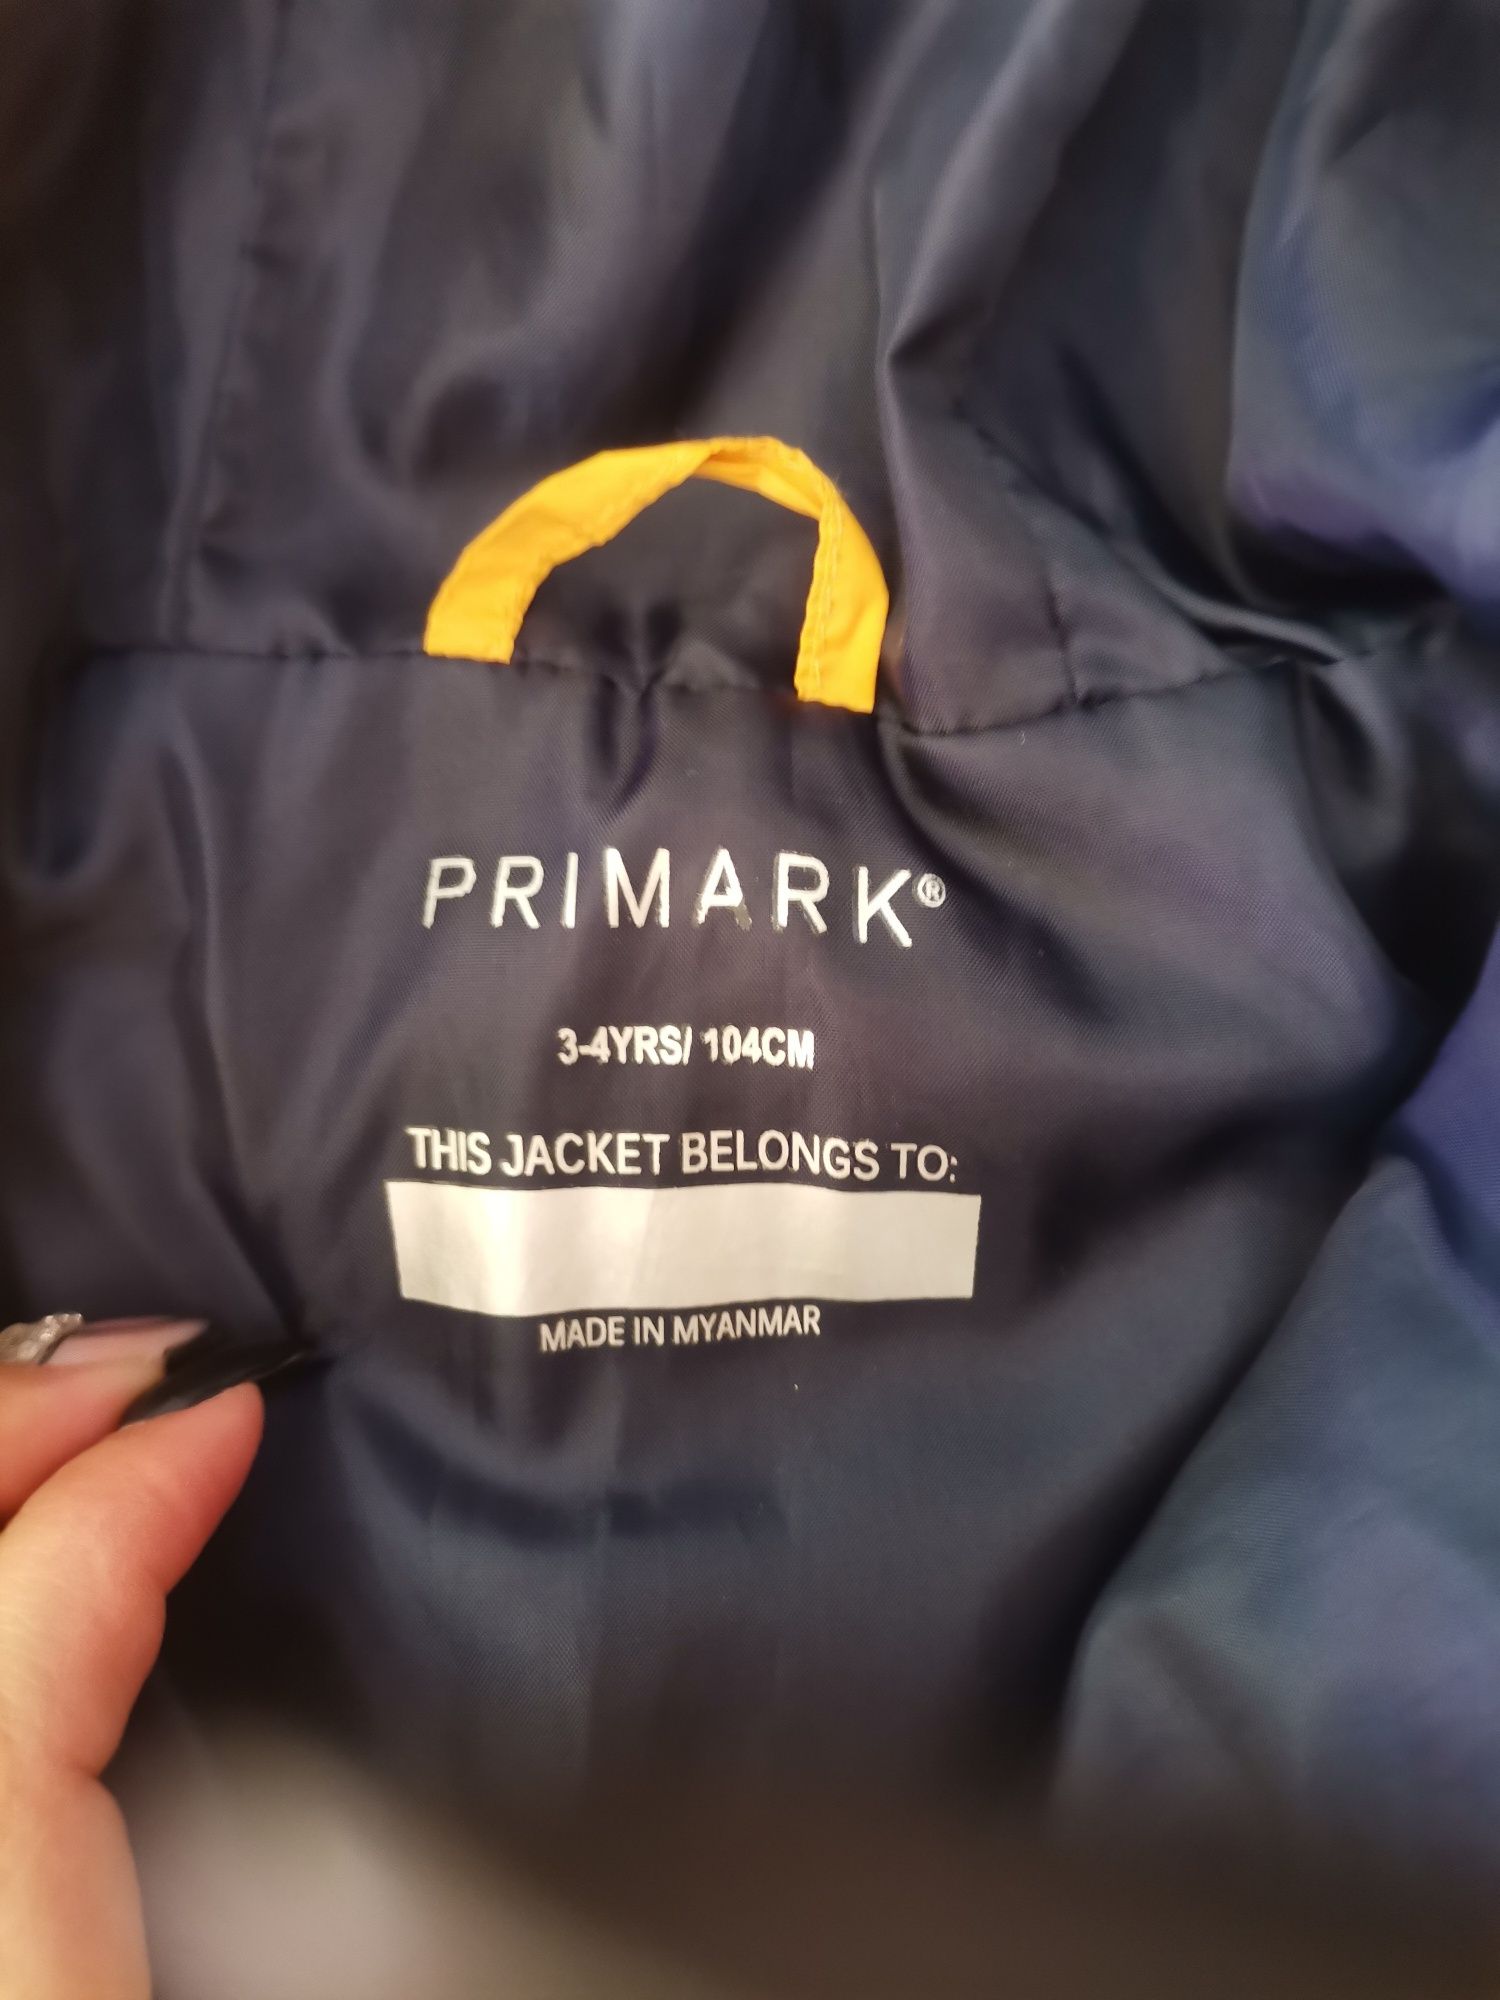 PRIMARK®
3-4YRS/ 104CM
THIS JACKET BELONGS TO:
MADE IN MYANMAR